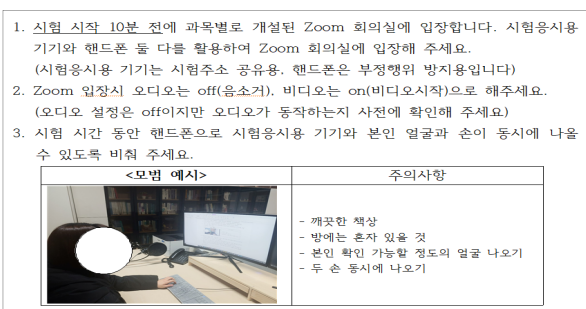 1. 시험 시작 10분 전에 과목별로 개설된 Zoom 회의실에 입장합니다. 시험응시용
기기와 핸드폰 둘 다를 활용하여 Zoom 회의실에 입장해 주세요.
(시험응시용 기기는 시험주소 공유용, 핸드폰은 부정행위 방지용입니다)
2. Zoom 입장시 오디오는 off(음소거), 비디오는 on(비디오시작)으로 해주세요.
(오디오 설정은 off이지만 오디오가 동작하는지 사전에 확인해 주세요)
3. 시험 시간 동안 핸드폰으로 시험응시용 기기와 본인 얼굴과 손이 동시에 나올
수 있도록 비춰 주세요.
<모범 예시>
주의사항
- 깨끗한 책상
- 방에는 혼자 있을 것
- 본인 확인 가능할 정도의 얼굴 나오기
- 두 손 동시에 나오기